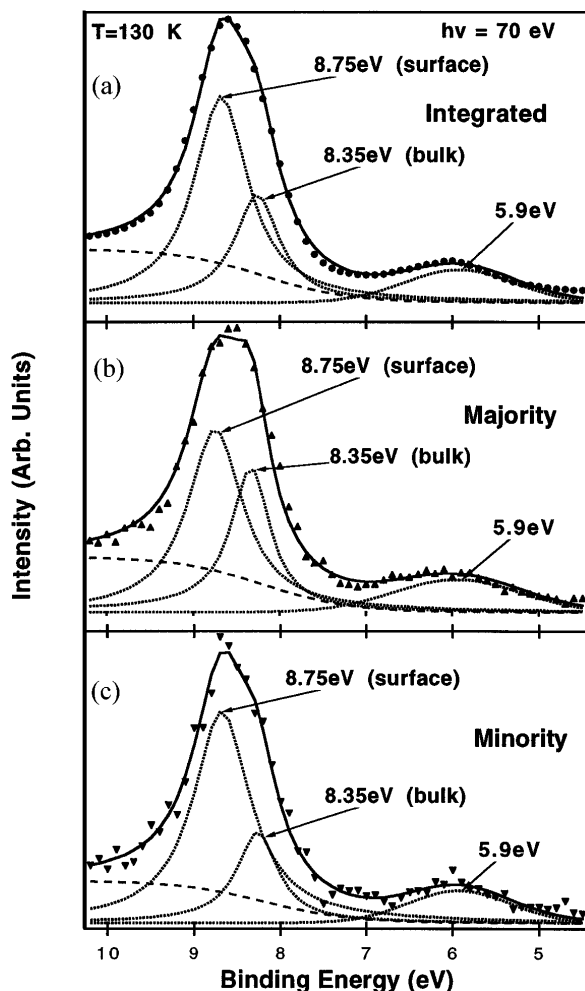 T=130 K
hν = 70 eV
(a)
8.75eV (surface)
Integrated
8.35eV (bulk)
5.9eV
(b)
8.75eV (surface)
Majority
8.35eV (bulk)
5.9eV
(c)
8.75eV (surface)
Minority
8.35eV (bulk)
5.9eV
Intensity (Arb. Units)
10 9 8 7 6 5
Binding Energy (eV)